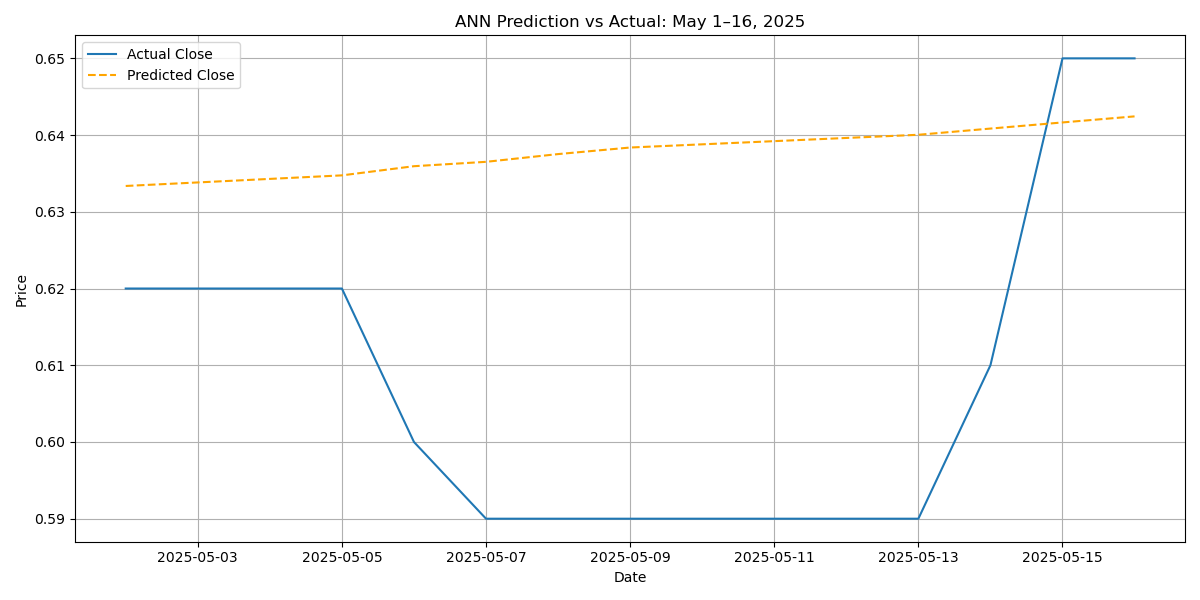 ANN Prediction vs Actual: May 1–16, 2025
Actual Close
Predicted Close
0.65
0.64
0.63
0.62
0.61
0.60
0.59
Price
2025-05-03 2025-05-05 2025-05-07 2025-05-09 2025-05-11 2025-05-13 2025-05-15
Date